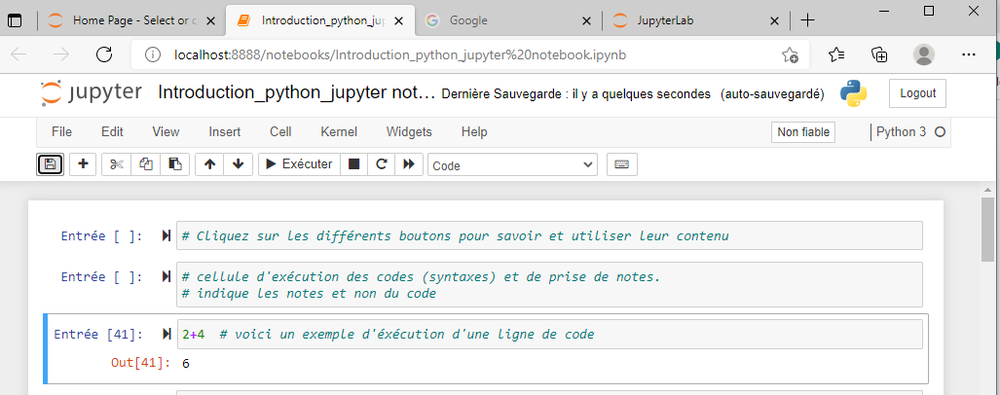 Home Page - Select or c
Introduction_python_jup
Google
JupyterLab
localhost:8888/notebooks/Introduction_python_jupyter%20notebook.ipynb
jupyter Introduction_python_jupyter not... Dernière Sauvegarde : il y a quelques secondes (auto-sauvegardé) Logout
File Edit View Insert Cell Kernel Widgets Help Non fiable Python 3
Exécuter Code
Entrée [ ]: # Cliquez sur les différents boutons pour savoir et utiliser leur contenu
Entrée [ ]: # cellule d'exécution des codes (syntaxes) et de prise de notes.
# indique les notes et non du code
Entrée [41]: 2+4 # voici un exemple d'éxécution d'une ligne de code
Out[41]: 6